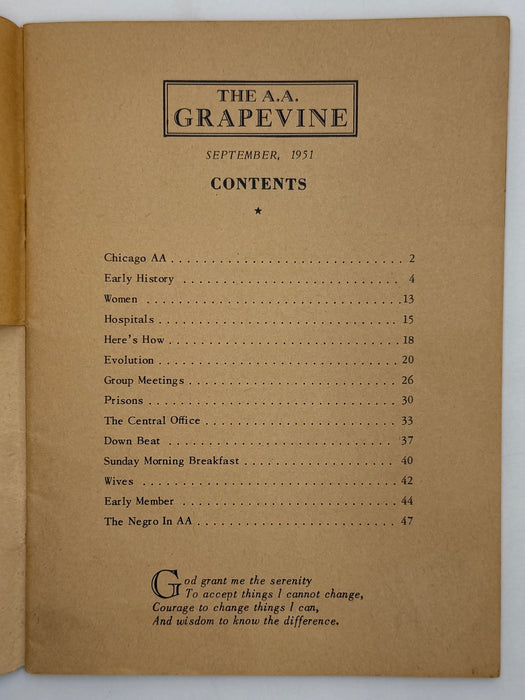 THE A.A.
GRAPEVINE
SEPTEMBER, 1951
CONTENTS
Chicago AA . . . . . . . . . . . . . . . . . . . . . . . . . . . . . 2
Early History . . . . . . . . . . . . . . . . . . . . . . . . . . . 4
Women . . . . . . . . . . . . . . . . . . . . . . . . . . . . . . 13
Hospitals . . . . . . . . . . . . . . . . . . . . . . . . . . . . . 15
Here's How . . . . . . . . . . . . . . . . . . . . . . . . . . . . 18
Evolution . . . . . . . . . . . . . . . . . . . . . . . . . . . . . 20
Group Meetings . . . . . . . . . . . . . . . . . . . . . . . . . 26
Prisons . . . . . . . . . . . . . . . . . . . . . . . . . . . . . . 30
The Central Office . . . . . . . . . . . . . . . . . . . . . . . 33
Down Beat . . . . . . . . . . . . . . . . . . . . . . . . . . . . 37
Sunday Morning Breakfast . . . . . . . . . . . . . . . . . . 40
Wives . . . . . . . . . . . . . . . . . . . . . . . . . . . . . . . 42
Early Member . . . . . . . . . . . . . . . . . . . . . . . . . . 44
The Negro In AA . . . . . . . . . . . . . . . . . . . . . . . . 47
God grant me the serenity
To accept things I cannot change,
Courage to change things I can,
And wisdom to know the difference.